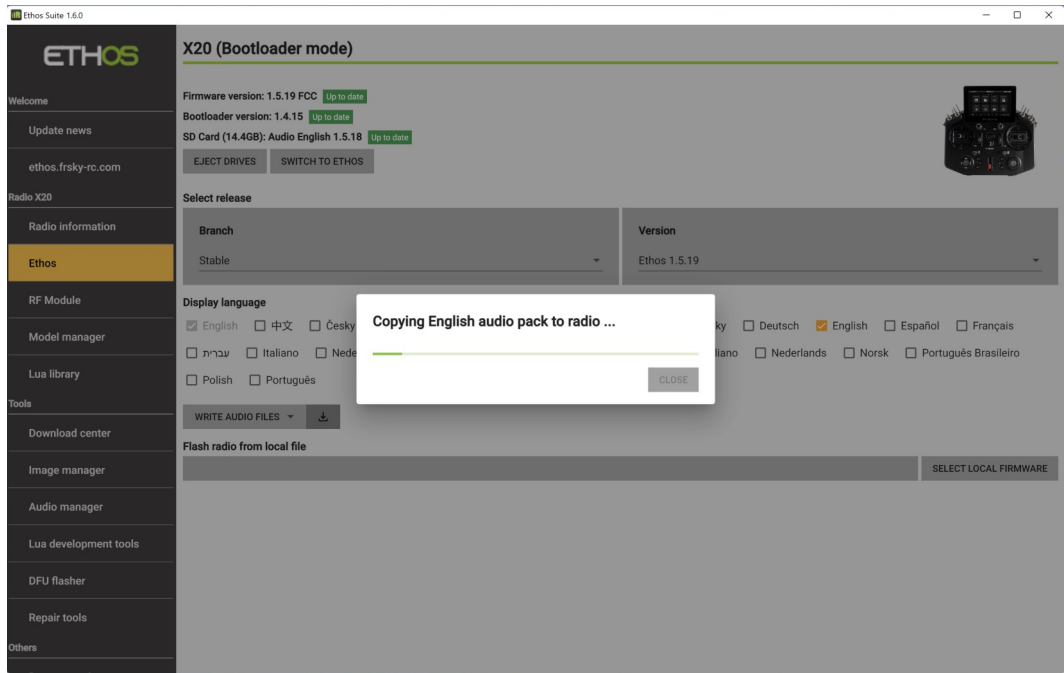 Ethos Suite 1.6.0
ETHOS
Welcome
Update news
ethos.frsky-rc.com
Radio X20
Radio information
Ethos
RF Module
Model manager
Lua library
Tools
Download center
Image manager
Audio manager
Lua development tools
DFU flasher
Repair tools
Others
X20 (Bootloader mode)
Firmware version: 1.5.19 FCC Up to date
Bootloader version: 1.4.15 Up to date
SD Card (14.4GB): Audio English 1.5.18 Up to date
EJECT DRIVES SWITCH TO ETHOS
Select release
Branch Version
Stable Ethos 1.5.19
Display language
English 中文 Česky ky Deutsch English Español Français
עברית Italiano Nede liano Nederlands Norsk Português Brasileiro
Polish Português
Copying English audio pack to radio ...
CLOSE
WRITE AUDIO FILES
Flash radio from local file
SELECT LOCAL FIRMWARE